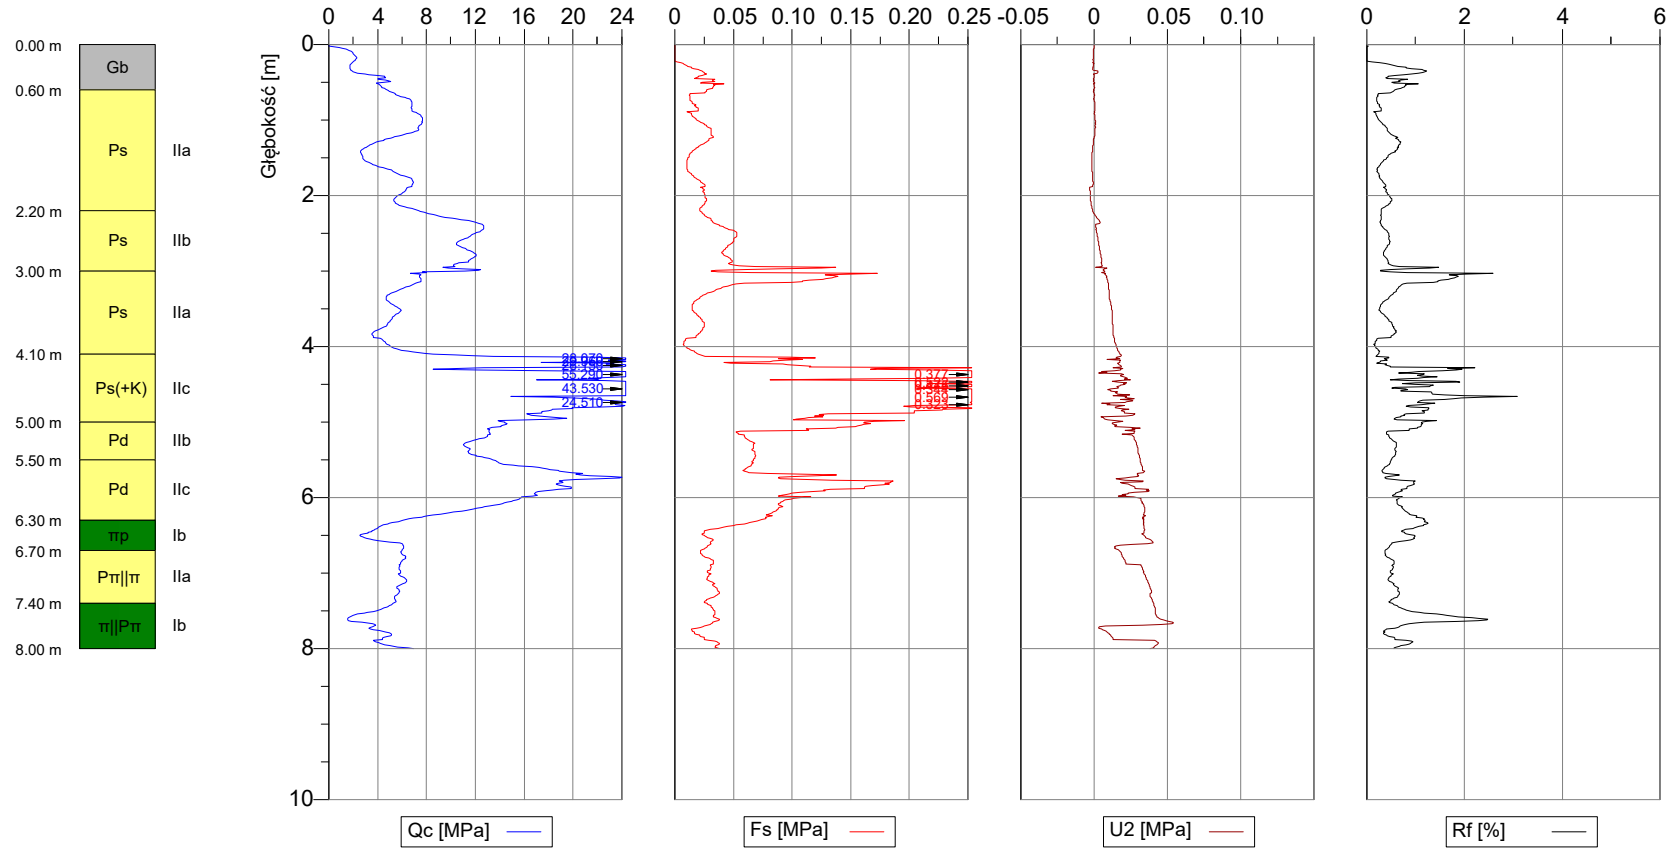 0 4 8 12 16 20 24
0 0.05 0.10 0.15 0.20 0.25
-0.05 0 0.05 0.10
0 2 4 6
Głębokość [m]
0
2
4
6
8
10
0.00 m
Gb
0.60 m
Ps IIa
2.20 m
Ps IIb
3.00 m
Ps IIa
4.10 m
Ps(+K) IIc
5.00 m
Pd IIb
5.50 m
Pd IIc
6.30 m
πp Ib
6.70 m
Pπ||π IIa
7.40 m
π||Pπ Ib
8.00 m
55.290
43.530
24.510
0.377
0.569
0.323
Qc [MPa]
Fs [MPa]
U2 [MPa]
Rf [%]